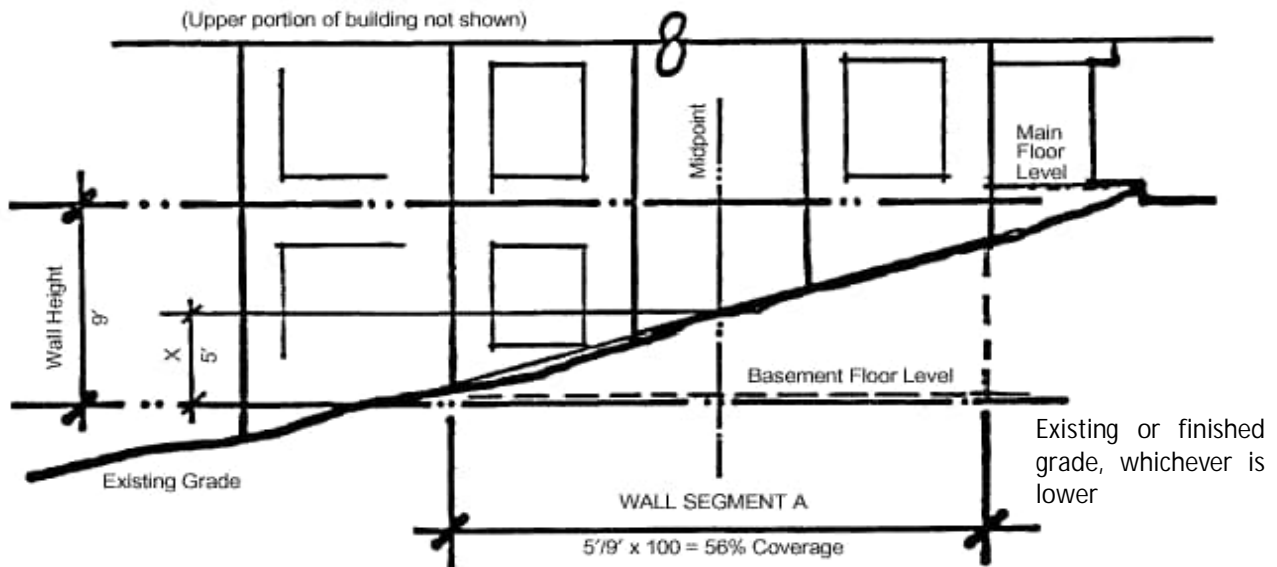 (Upper portion of building not shown)
8
Midpoint
Main
Floor
Level
Wall Height
9'
X
5'
Basement Floor Level
Existing or finished
grade, whichever is
lower
Existing Grade
WALL SEGMENT A
5'/9' x 100 = 56% Coverage